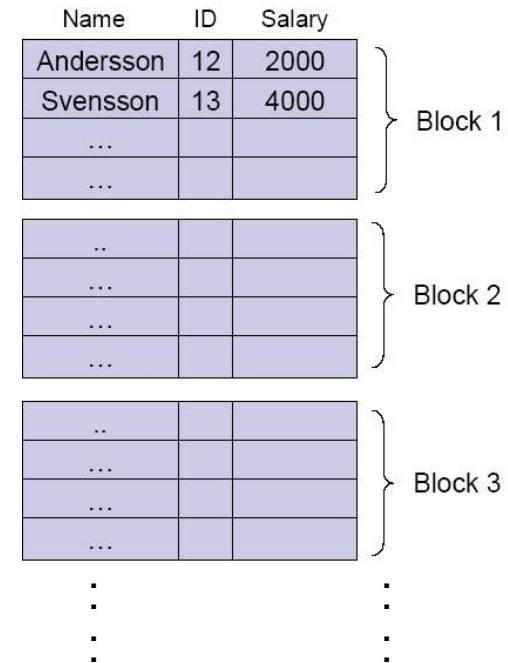 Name ID Salary
Andersson 12 2000
Svensson 13 4000
...
...
Block 1
..
...
...
...
Block 2
..
...
...
...
Block 3